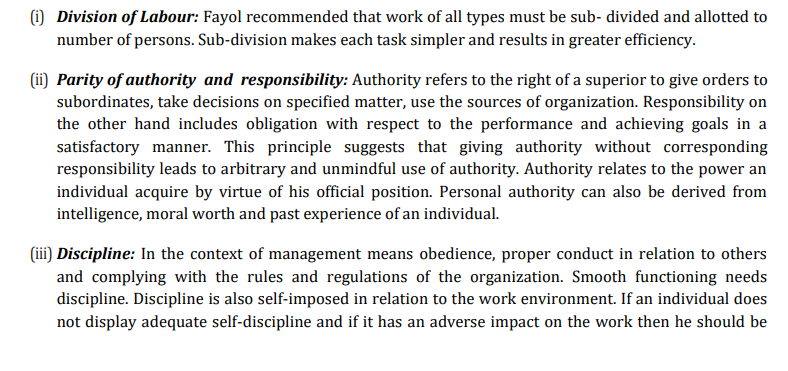 (i) Division of Labour: Fayol recommended that work of all types must be sub- divided and allotted to
number of persons. Sub-division makes each task simpler and results in greater efficiency.
(ii) Parity of authority and responsibility: Authority refers to the right of a superior to give orders to
subordinates, take decisions on specified matter, use the sources of organization. Responsibility on
the other hand includes obligation with respect to the performance and achieving goals in a
satisfactory manner. This principle suggests that giving authority without corresponding
responsibility leads to arbitrary and unmindful use of authority. Authority relates to the power an
individual acquire by virtue of his official position. Personal authority can also be derived from
intelligence, moral worth and past experience of an individual.
(iii) Discipline: In the context of management means obedience, proper conduct in relation to others
and complying with the rules and regulations of the organization. Smooth functioning needs
discipline. Discipline is also self-imposed in relation to the work environment. If an individual does
not display adequate self-discipline and if it has an adverse impact on the work then he should be